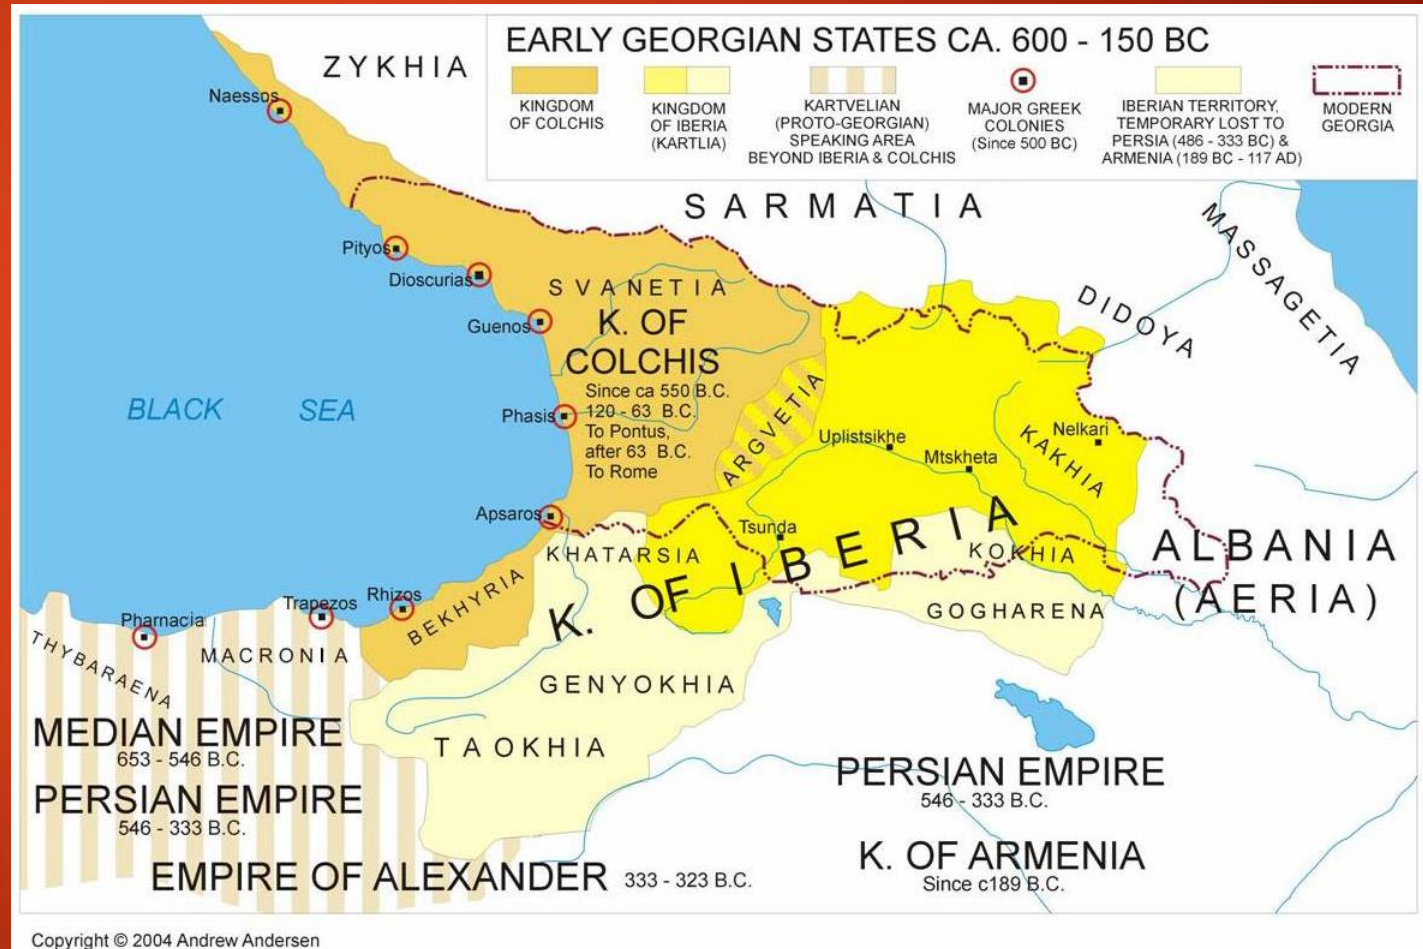 EARLY GEORGIAN STATES CA. 600 - 150 BC
KINGDOM
OF COLCHIS
KINGDOM
OF IBERIA
(KARTLIA)
KARTVELIAN
(PROTO-GEORGIAN)
SPEAKING AREA
BEYOND IBERIA & COLCHIS
MAJOR GREEK
COLONIES
(Since 500 BC)
IBERIAN TERRITORY,
TEMPORARY LOST TO
PERSIA (486 - 333 BC) &
ARMENIA (189 BC - 117 AD)
MODERN
GEORGIA
ZYKHIA
Naessos
SARMATIA
MASSAGETIA
Pityos
Dioscurias
SVANETIA
DIDOYA
Guenos
K. OF
COLCHIS
Since ca 550 B.C.
120 - 63 B.C.
To Pontus,
after 63 B.C.
To Rome
BLACK SEA
Phasis
ARGVETIA
Uplistsikhe
Mtskheta
Nelkari
KAKHIA
Apsaros
Tsunda
KHATARSIA
K. OF IBERIA
KOKHIA
ALBANIA
(AERIA)
GOGHARENA
Rhizos
BEKHYRIA
Trapezos
Pharnacia
THYBARAENA
MACRONIA
GENYOKHIA
TAOKHIA
MEDIAN EMPIRE
653 - 546 B.C.
PERSIAN EMPIRE
546 - 333 B.C.
PERSIAN EMPIRE
546 - 333 B.C.
EMPIRE OF ALEXANDER 333 - 323 B.C.
K. OF ARMENIA
Since c189 B.C.
Copyright © 2004 Andrew Andersen